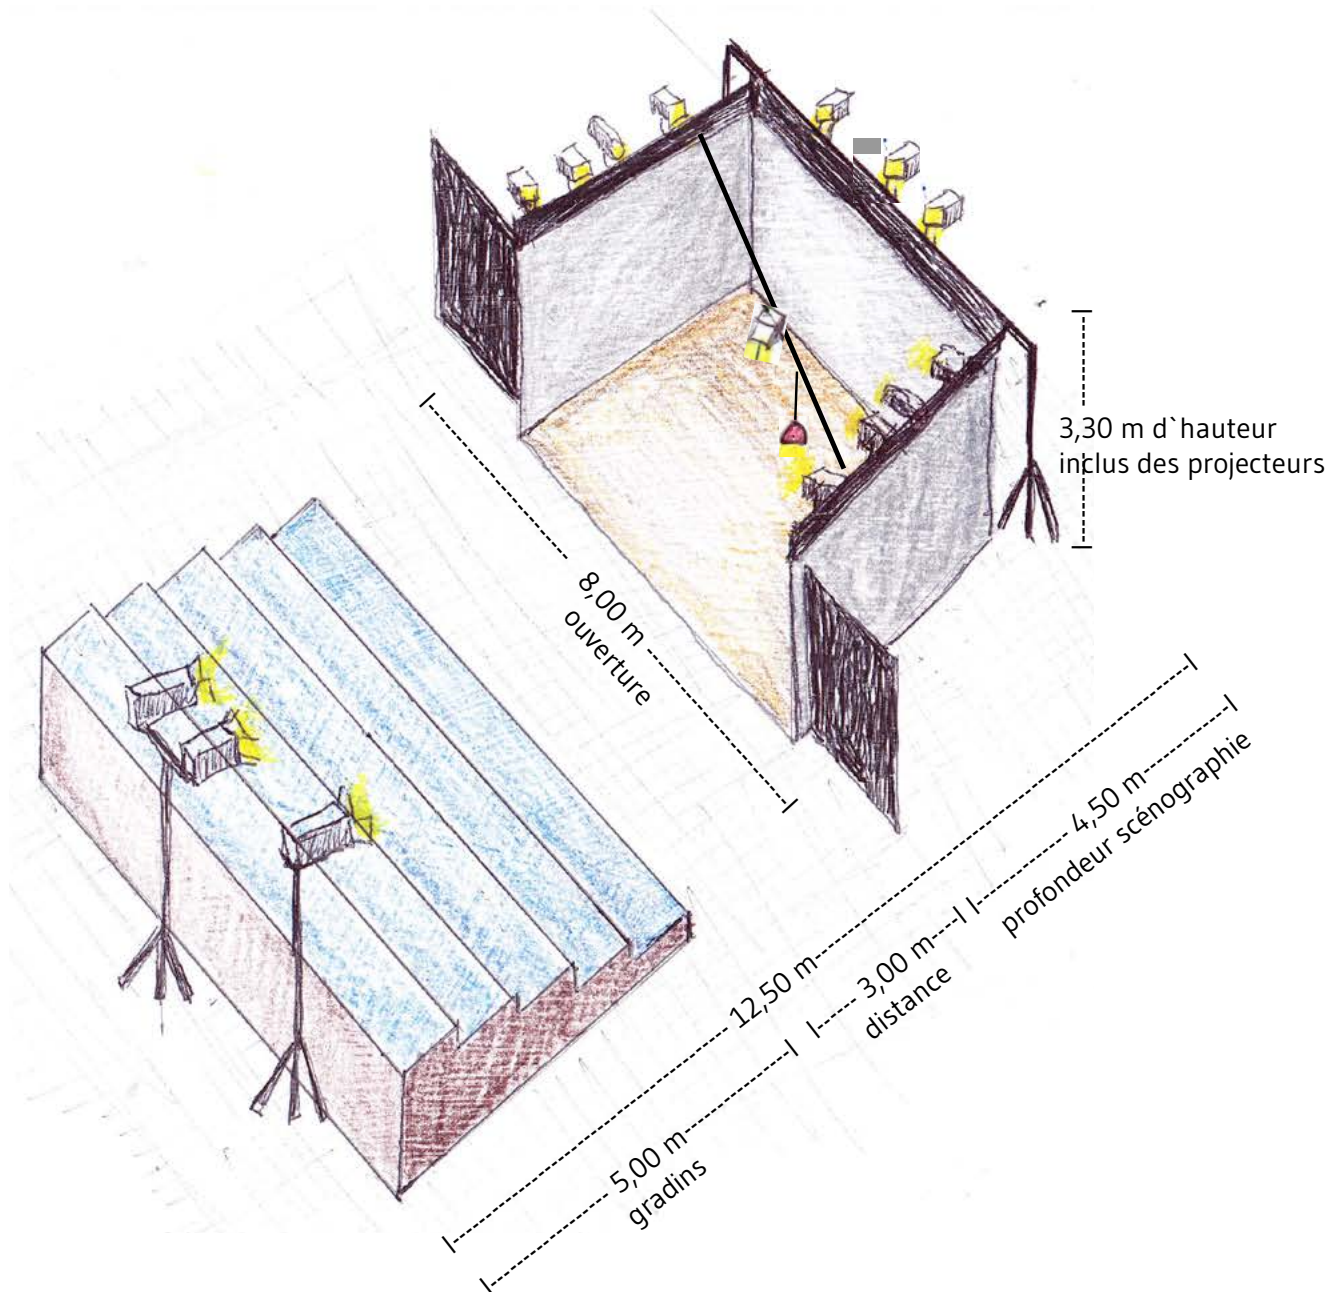 3,30 m d`hauteur
inclus des projecteurs
8,00 m
ouverture
4,50 m
profondeur scénographie
12,50 m
3,00 m
distance
5,00 m
gradins